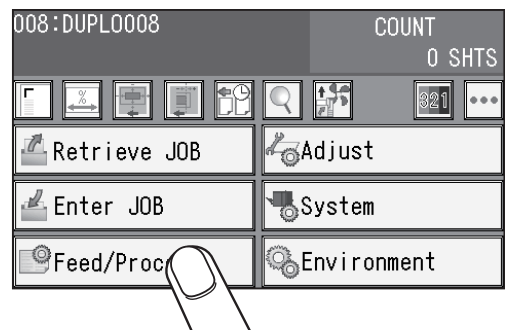 008:DUPLO008
COUNT
0 SHTS
%
321
Retrieve JOB
Adjust
Enter JOB
System
Feed/Proc
Environment